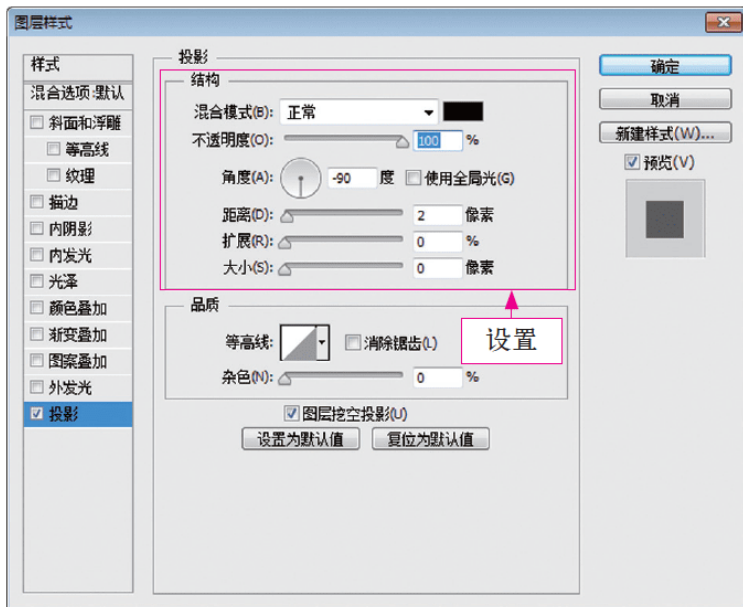 图层样式
样式
混合选项:默认
斜面和浮雕
等高线
纹理
描边
内阴影
内发光
光泽
颜色叠加
渐变叠加
图案叠加
外发光
投影
投影
结构
混合模式(B): 正常
不透明度(O): 100 %
角度(A): -90 度 使用全局光(G)
距离(D): 2 像素
扩展(R): 0 %
大小(S): 0 像素
品质
等高线: 消除锯齿(L)
杂色(N): 0 %
图层挖空投影(U)
设置为默认值 复位为默认值
设置
确定
取消
新建样式(W)...
预览(V)